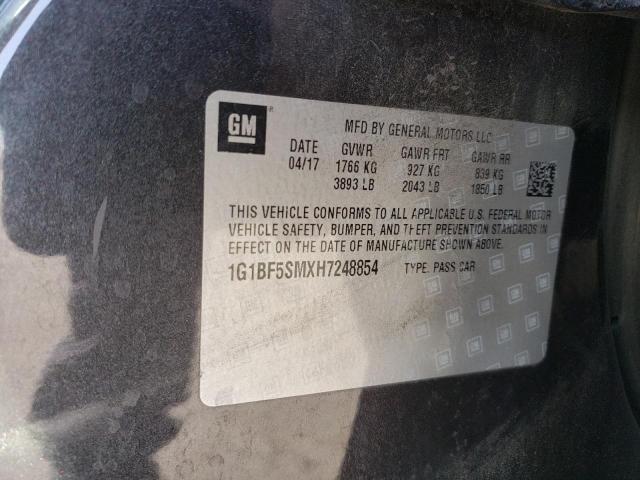 GM
MFD BY GENERAL MOTORS LLC
DATE GVWR GAWR FRT GAWR RR
04/17 1766 KG 927 KG 839 KG
3893 LB 2043 LB 1850 LB
THIS VEHICLE CONFORMS TO ALL APPLICABLE U.S. FEDERAL MOTOR
VEHICLE SAFETY, BUMPER, AND THEFT PREVENTION STANDARDS
IN EFFECT ON THE DATE OF MANUFACTURE SHOWN ABOVE.
1G1BF5SMXH7248854 TYPE: PASS CAR